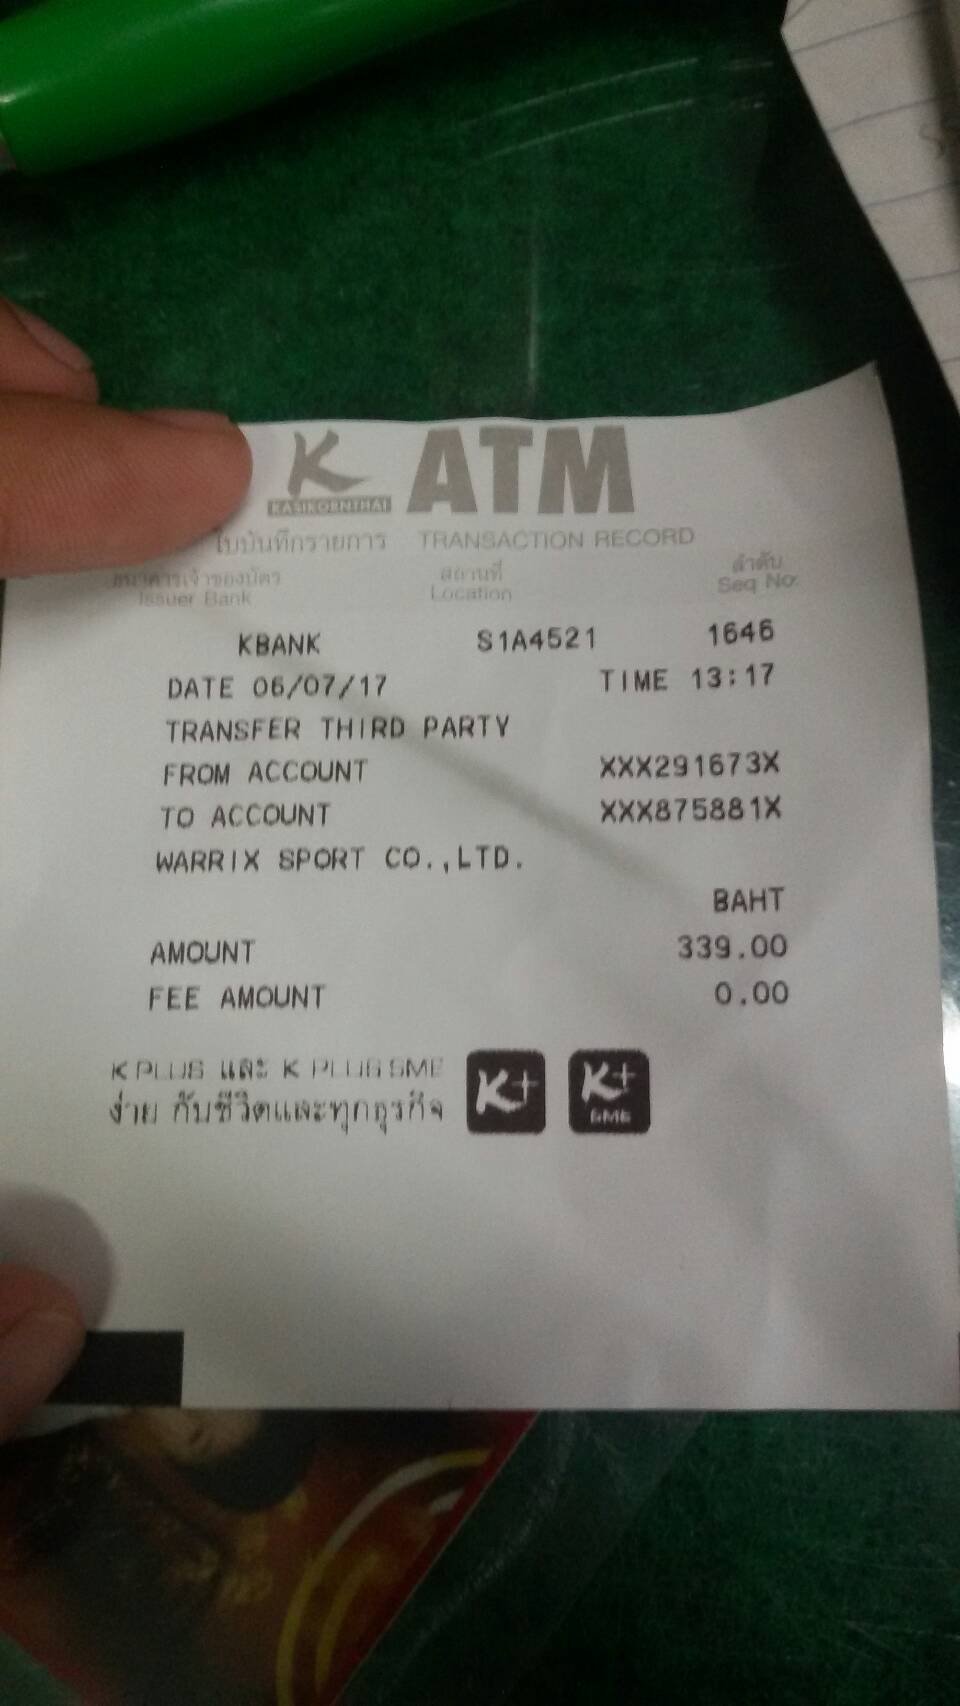 K ATM
KASIKORNTHAI
ใบบันทึกรายการ TRANSACTION RECORD
ธนาคารเจ้าของบัตร สถานที่ ลำดับ
Issuer Bank Location Seq No.
KBANK S1A4521 1646
DATE 06/07/17 TIME 13:17
TRANSFER THIRD PARTY
FROM ACCOUNT XXX291673X
TO ACCOUNT XXX875881X
WARRIX SPORT CO.,LTD.
BAHT
AMOUNT 339.00
FEE AMOUNT 0.00
K PLUS และ K PLUS SME K+ K+
ง่าย กับชีวิตและทุกธุรกิจ SME